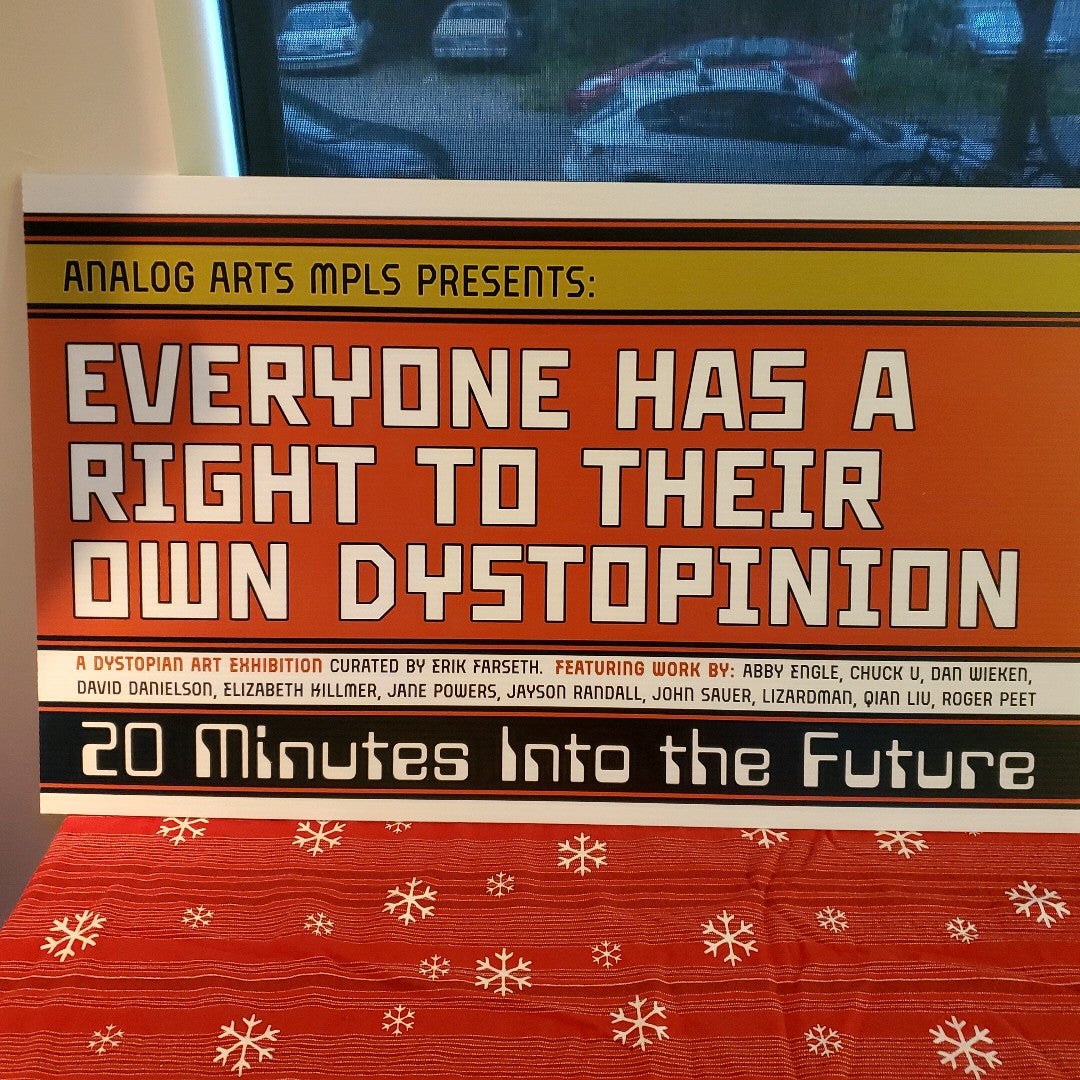 ANALOG ARTS MPLS PRESENTS:
EVERYONE HAS A
RIGHT TO THEIR
OWN DYSTOPINION
A DYSTOPIAN ART EXHIBITION CURATED BY ERIK FARSETH. FEATURING WORK BY: ABBY ENGLE, CHUCK U, DAN WIEKEN,
DAVID DANIELSON, ELIZABETH KILLMER, JANE POWERS, JAYSON RANDALL, JOHN SAUER, LIZARDMAN, QIAN LIU, ROGER PEET
20 Minutes Into the Future